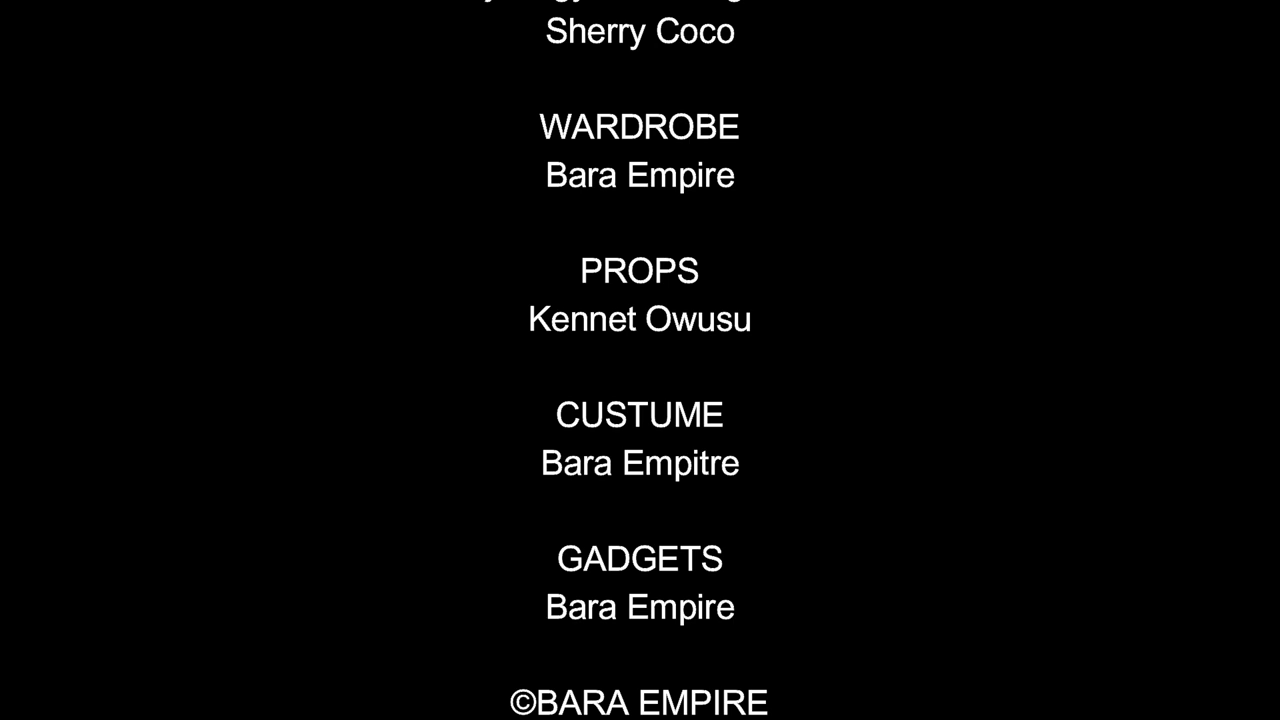 Sherry Coco
WARDROBE
Bara Empire
PROPS
Kennet Owusu
CUSTUME
Bara Empitre
GADGETS
Bara Empire
©BARA EMPIRE